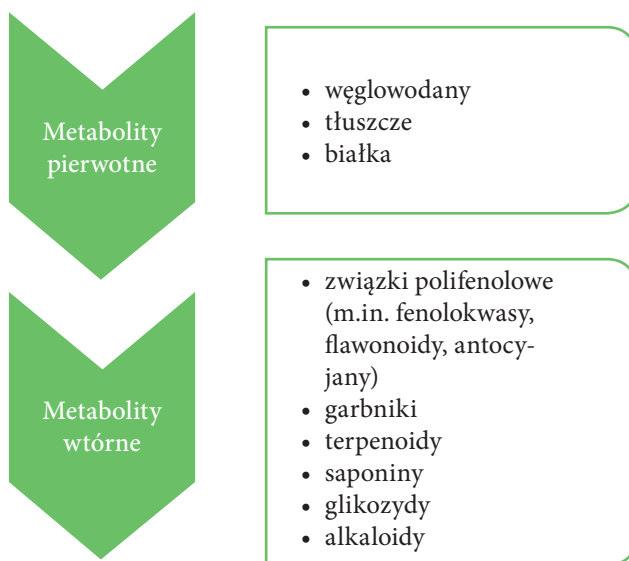 Metabolity
pierwotne
• węglowodany
• tłuszcze
• białka
Metabolity
wtórne
• związki polifenolowe
(m.in. fenolokwasy,
flawonoidy, antocy-
jany)
• garbniki
• terpenoidy
• saponiny
• glikozydy
• alkaloidy